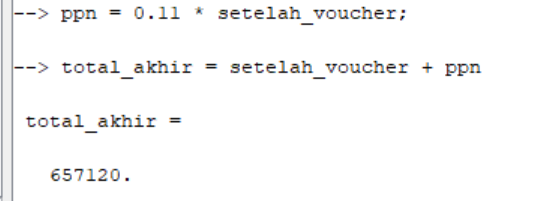 --> ppn = 0.11 * setelah_voucher;
--> total_akhir = setelah_voucher + ppn
total_akhir =
657120.